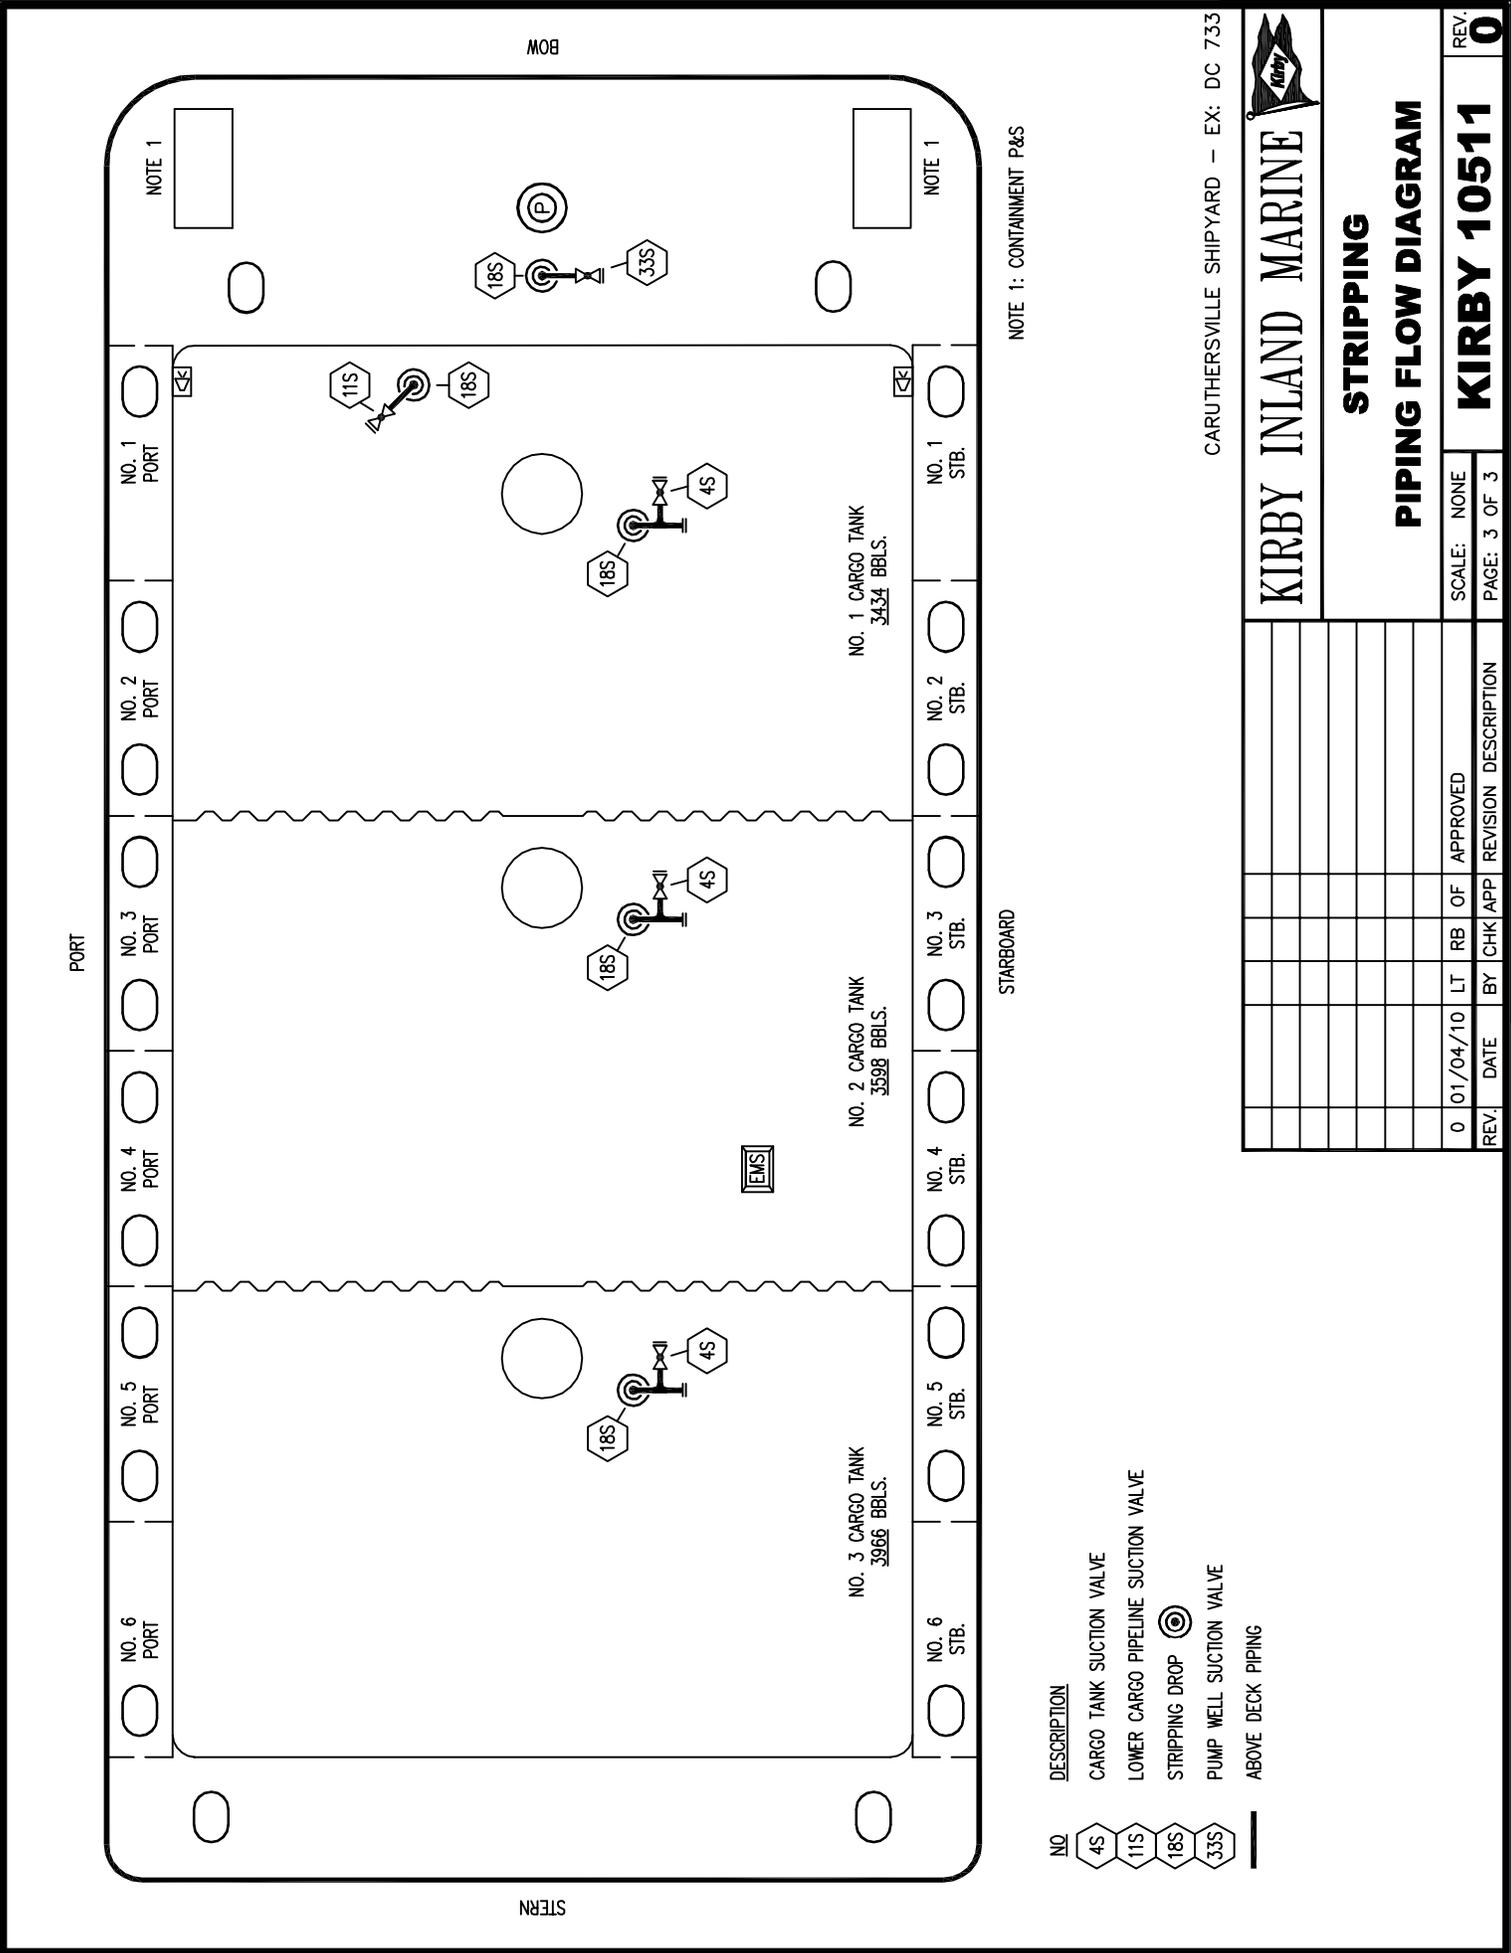 BOW
STERN
PORT
STARBOARD
NOTE 1
NOTE 1
P
18S
33S
11S
18S
NO. 1
PORT
NO. 2
PORT
NO. 3
PORT
NO. 4
PORT
NO. 5
PORT
NO. 6
PORT
18S
4S
NO. 1 CARGO TANK
3434 BBLS.
18S
4S
NO. 2 CARGO TANK
3598 BBLS.
EMS
18S
4S
NO. 3 CARGO TANK
3966 BBLS.
NO. 1
STB.
NO. 2
STB.
NO. 3
STB.
NO. 4
STB.
NO. 5
STB.
NO. 6
STB.
NOTE 1: CONTAINMENT P&S
NO DESCRIPTION
4S CARGO TANK SUCTION VALVE
11S LOWER CARGO PIPELINE SUCTION VALVE
18S STRIPPING DROP
33S PUMP WELL SUCTION VALVE
ABOVE DECK PIPING
CARUTHERSVILLE SHIPYARD - EX: DC 733
KIRBY INLAND MARINE
Kirby
STRIPPING
PIPING FLOW DIAGRAM
0 01/04/10 LT RB OF APPROVED
REV. DATE BY CHK APP REVISION DESCRIPTION
SCALE: NONE
PAGE: 3 OF 3
KIRBY 10511
REV.
0